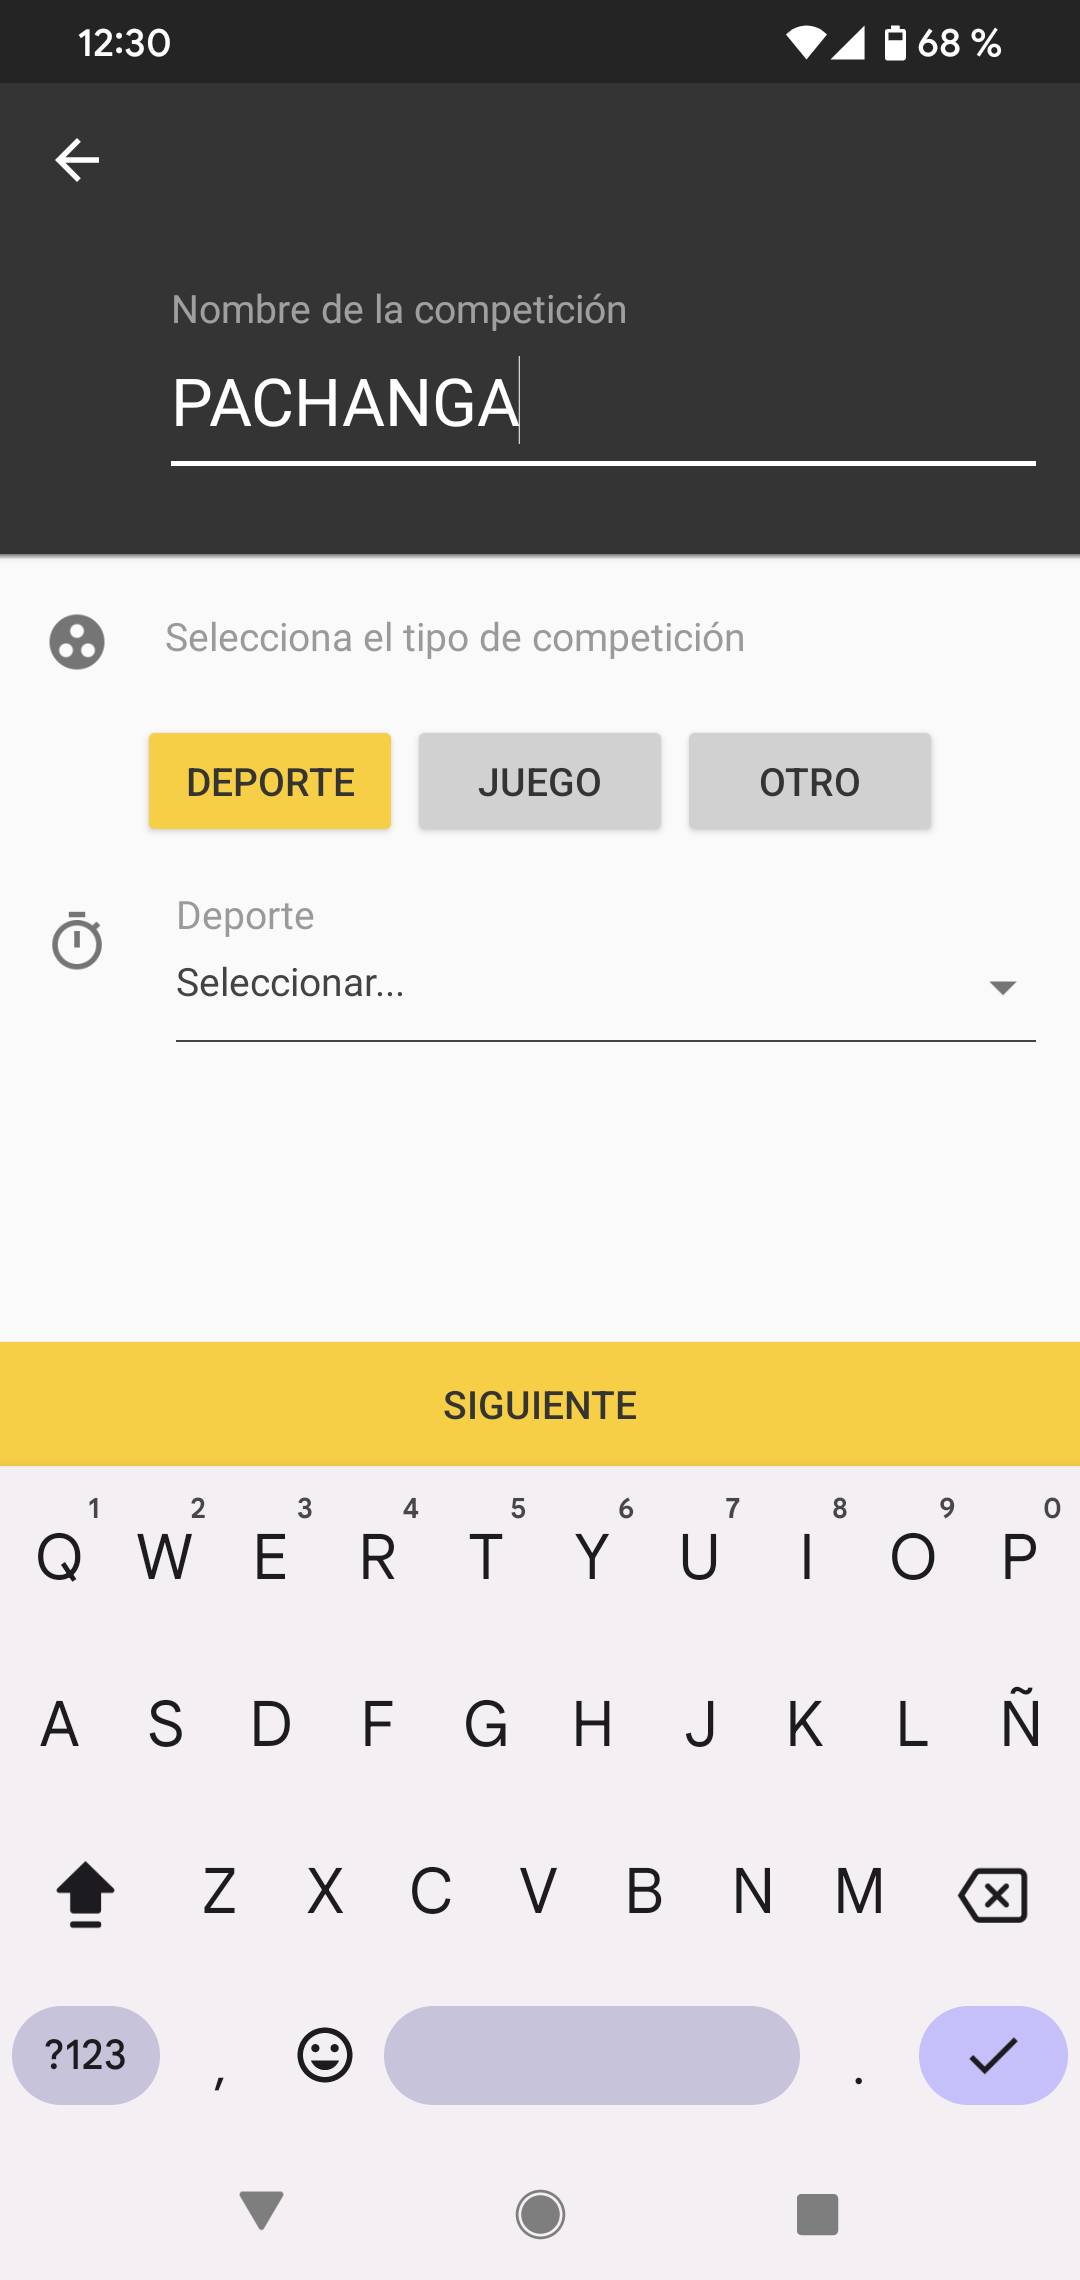 12:30 68 %
Nombre de la competición
PACHANGA
Selecciona el tipo de competición
DEPORTE JUEGO OTRO
Deporte
Seleccionar...
SIGUIENTE
1 2 3 4 5 6 7 8 9 0
Q W E R T Y U I O P
A S D F G H J K L Ñ
Z X C V B N M
?123 , .